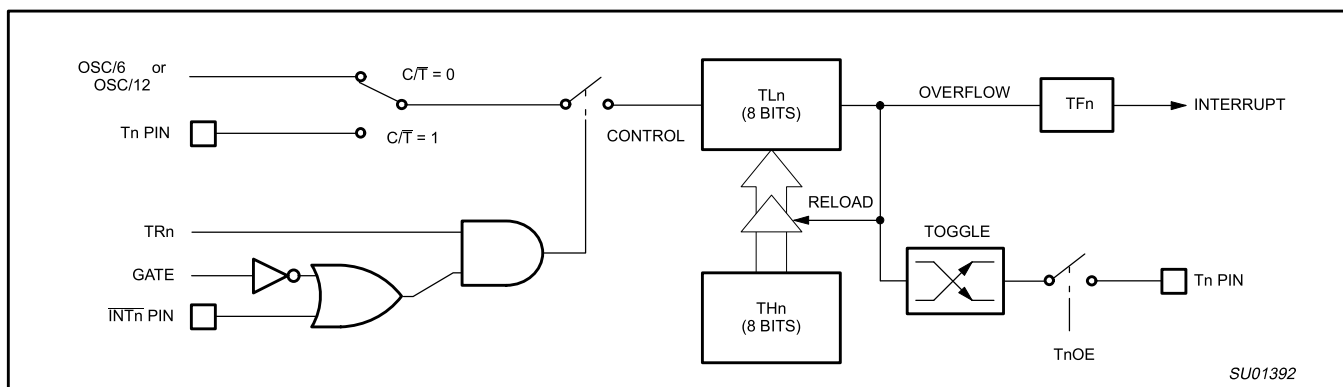 OSC/6 or
OSC/12
C/T̅ = 0
Tn PIN
C/T̅ = 1
CONTROL
TLn
(8 BITS)
OVERFLOW
TFn
INTERRUPT
RELOAD
TRn
GATE
I̅N̅T̅n̅ PIN
THn
(8 BITS)
TOGGLE
Tn PIN
TnOE
SU01392